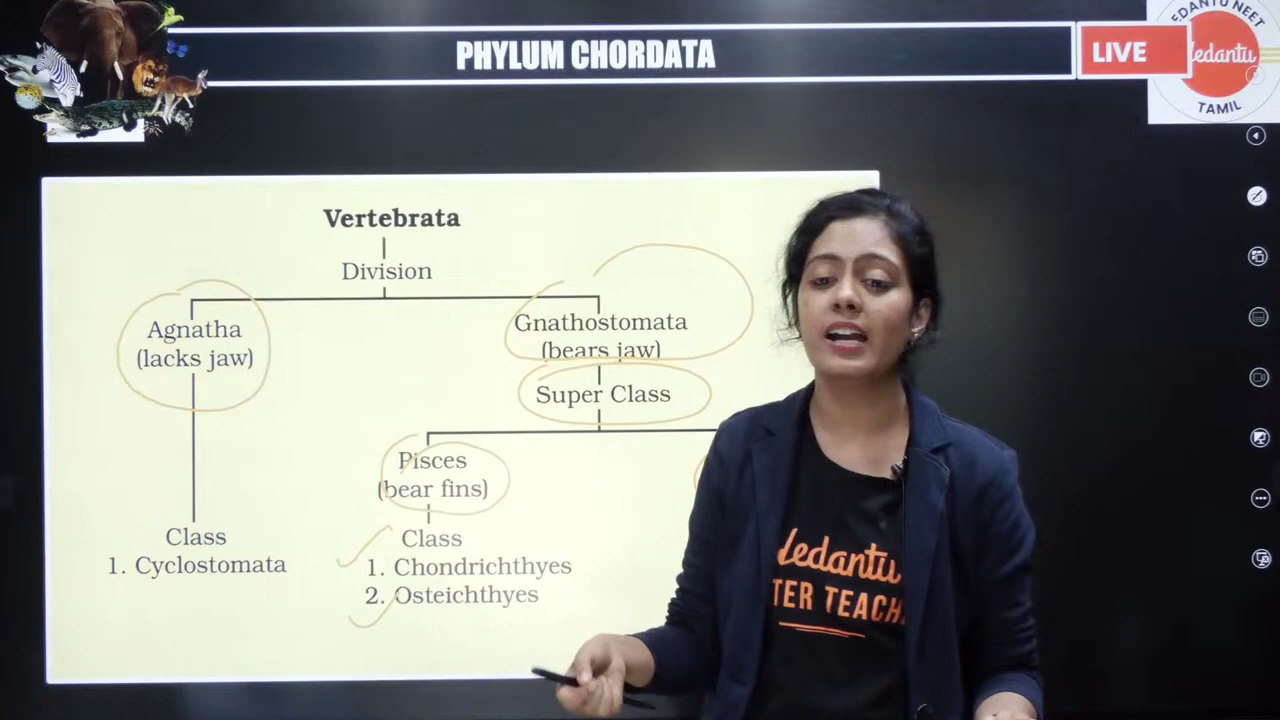 PHYLUM CHORDATA
LIVE
VEDANTU NEET
Vedantu
TAMIL
Vertebrata
Division
Agnatha
(lacks jaw)
Gnathostomata
(bears jaw)
Super Class
Pisces
(bear fins)
Class
1. Cyclostomata
Class
1. Chondrichthyes
2. Osteichthyes
Vedantu
TER TEACH